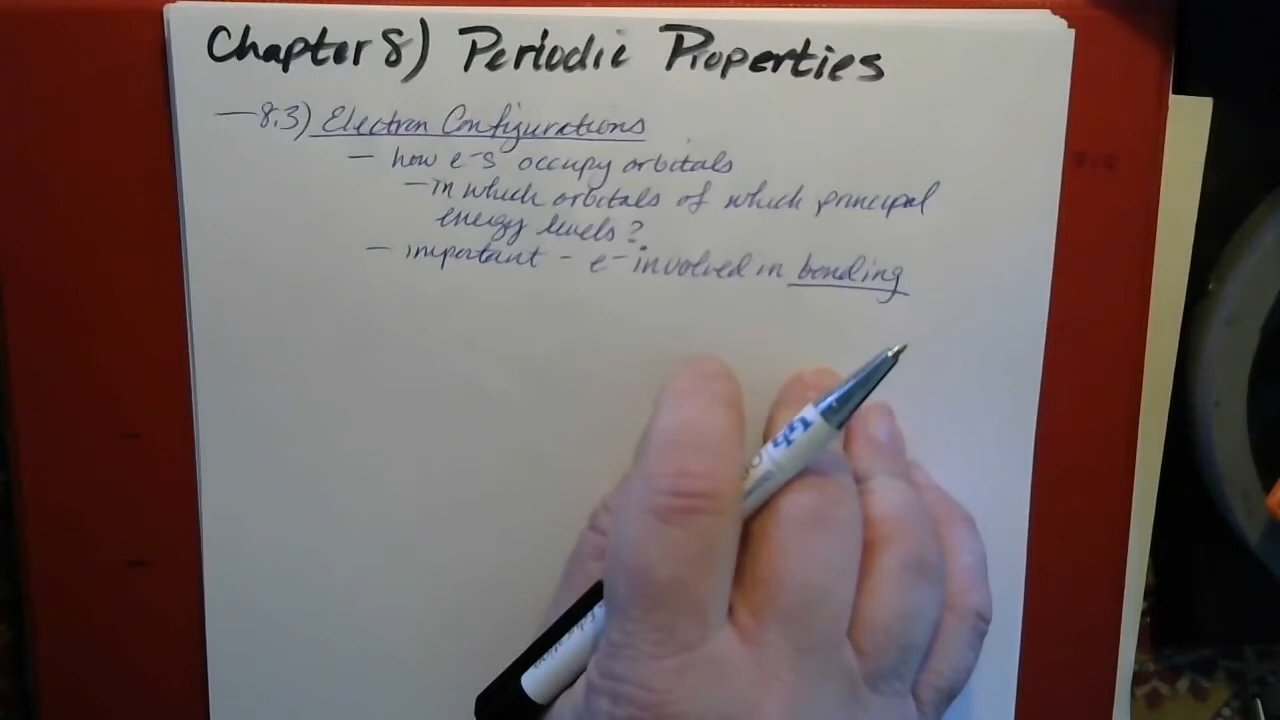 Chapter 8) Periodic Properties
— 8.3) Electron Configurations
— how e⁻s occupy orbitals
— in which orbitals of which principal
energy levels?
— important - e⁻ involved in bonding